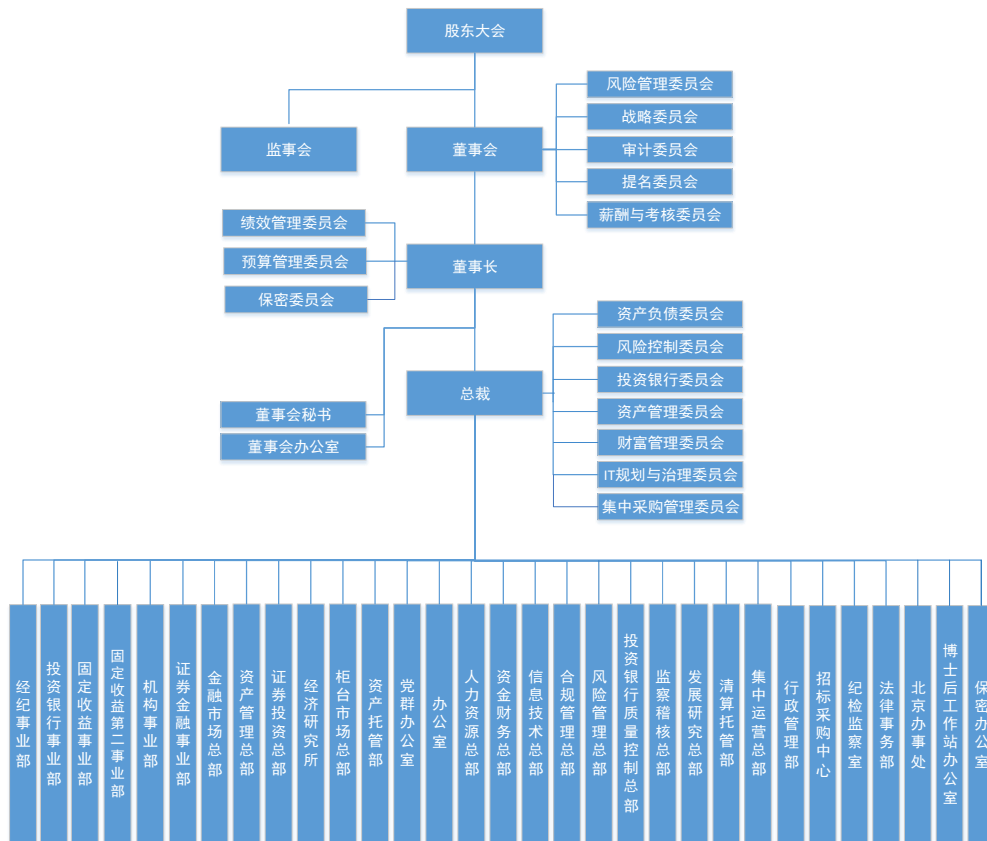 股东大会
监事会
董事会
风险管理委员会
战略委员会
审计委员会
提名委员会
薪酬与考核委员会
绩效管理委员会
预算管理委员会
保密委员会
董事长
总裁
资产负债委员会
风险控制委员会
投资银行委员会
资产管理委员会
财富管理委员会
IT规划与治理委员会
集中采购管理委员会
董事会秘书
董事会办公室
经纪事业部
投资银行事业部
固定收益事业部
固定收益第二事业部
机构事业部
证券金融事业部
金融市场总部
资产管理总部
证券投资总部
经济研究所
柜台市场总部
资产托管部
党群办公室
办公室
人力资源总部
资金财务总部
信息技术总部
合规管理总部
风险管理总部
投资银行质量控制总部
监察稽核总部
发展研究总部
清算托管部
集中运营总部
行政管理部
招标采购中心
纪检监察室
法律事务部
北京办事处
博士后工作站办公室
保密办公室